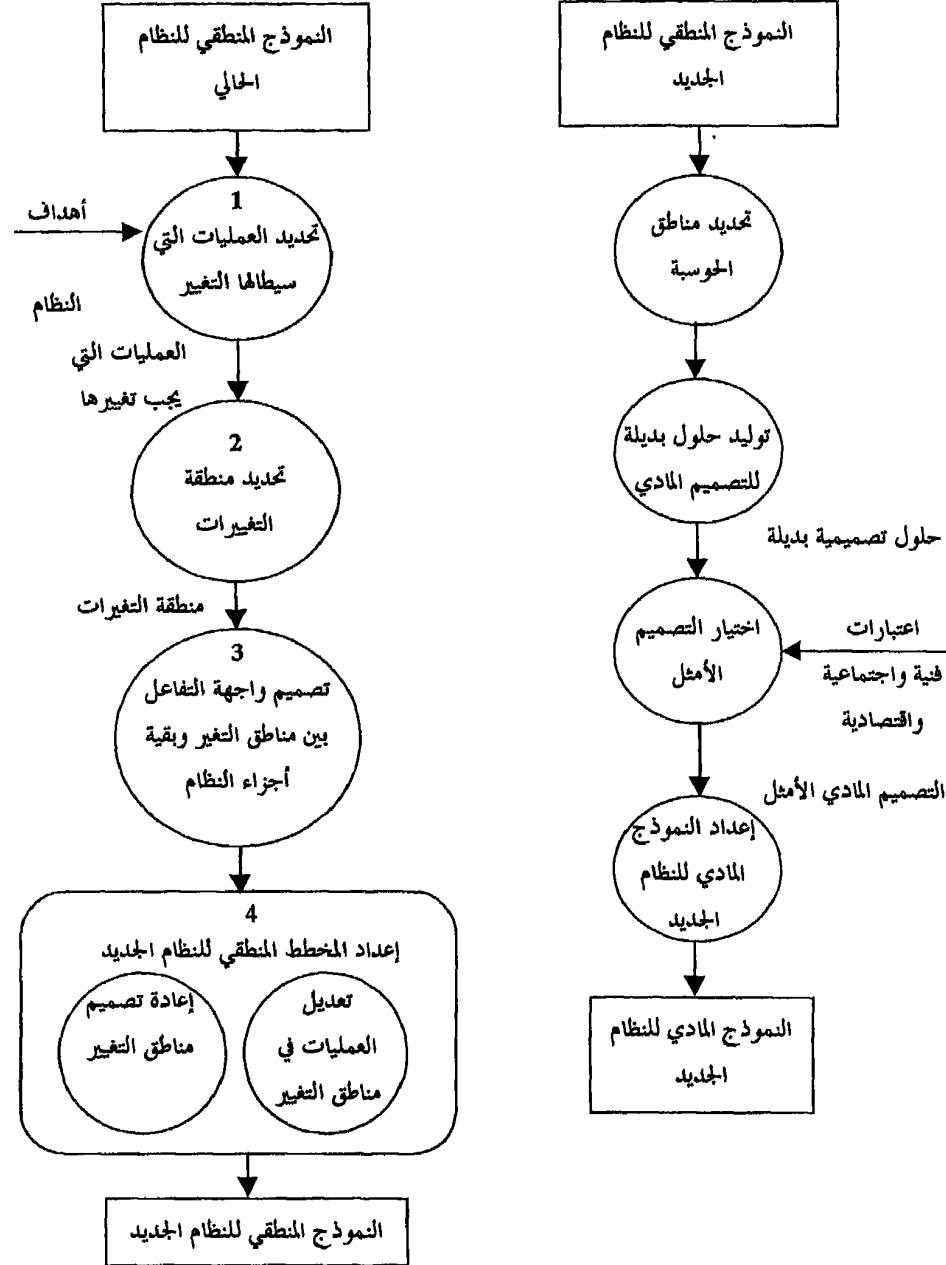 النموذج المنطقي للنظام
الحالي
1
أهداف
تحديد العمليات التي
سيطالها التغيير
النظام
العمليات التي
يجب تغييرها
2
تحديد منطقة
التغييرات
منطقة التغيرات
3
تصميم واجهة التفاعل
بين مناطق التغير وبقية
أجزاء النظام
4
إعداد المخطط المنطقي للنظام الجديد
تعديل
العمليات في
مناطق التغيير
إعادة تصميم
مناطق التغيير
النموذج المنطقي للنظام الجديد
النموذج المنطقي للنظام
الجديد
تحديد مناطق
الحوسبة
توليد حلول بديلة
للتصميم المادي
حلول تصميمية بديلة
اختيار التصميم
الأمثل
اعتبارات
فنية واجتماعية
واقتصادية
التصميم المادي الأمثل
إعداد النموذج
المادي للنظام
الجديد
النموذج المادي للنظام
الجديد